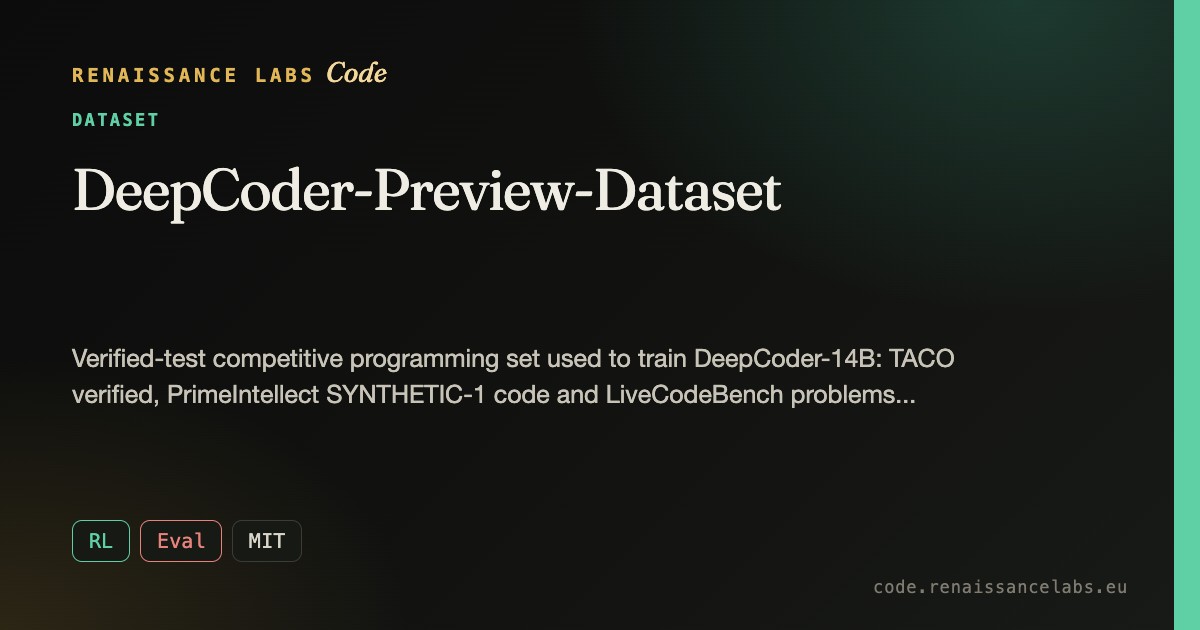 RENAISSANCE LABS Code
DATASET
DeepCoder-Preview-Dataset
Verified-test competitive programming set used to train DeepCoder-14B: TACO
verified, PrimeIntellect SYNTHETIC-1 code and LiveCodeBench problems...
RL Eval MIT
code.renaissancelabs.eu